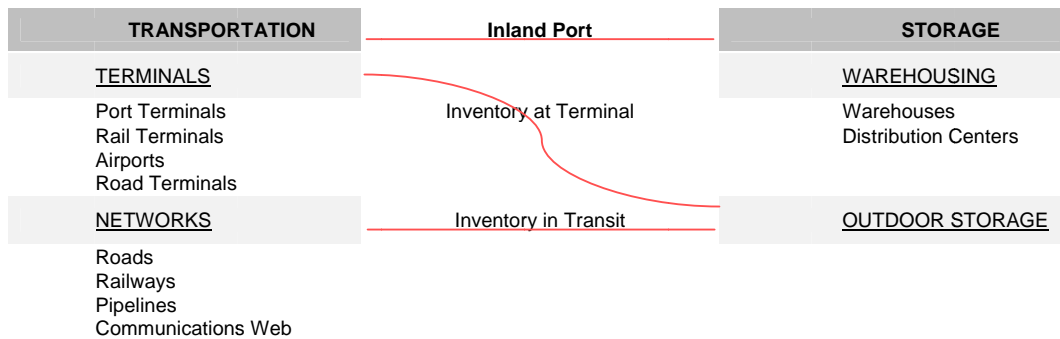 TRANSPORTATION Inland Port STORAGE
TERMINALS WAREHOUSING
Port Terminals Inventory at Terminal Warehouses
Rail Terminals Distribution Centers
Airports
Road Terminals
NETWORKS Inventory in Transit OUTDOOR STORAGE
Roads
Railways
Pipelines
Communications Web